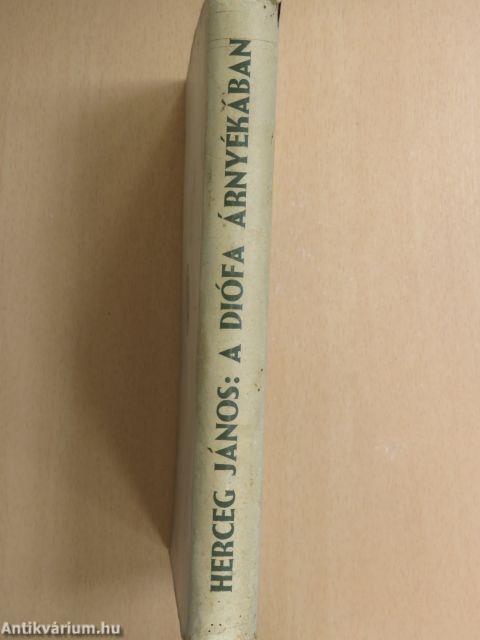 HERCEG JÁNOS: A DIÓFA ÁRNYÉKÁBAN
Antikvárium.hu